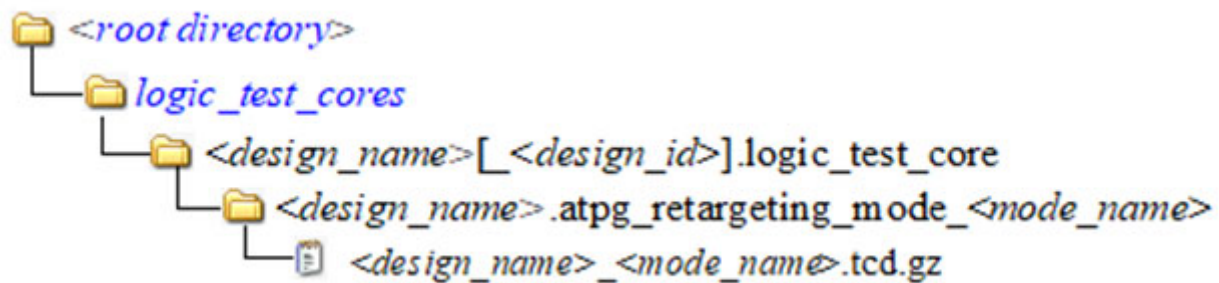 <root directory>
logic_test_cores
<design_name>[_<design_id>].logic_test_core
<design_name>.atpg_retargeting_mode_<mode_name>
<design_name>_<mode_name>.tcd.gz